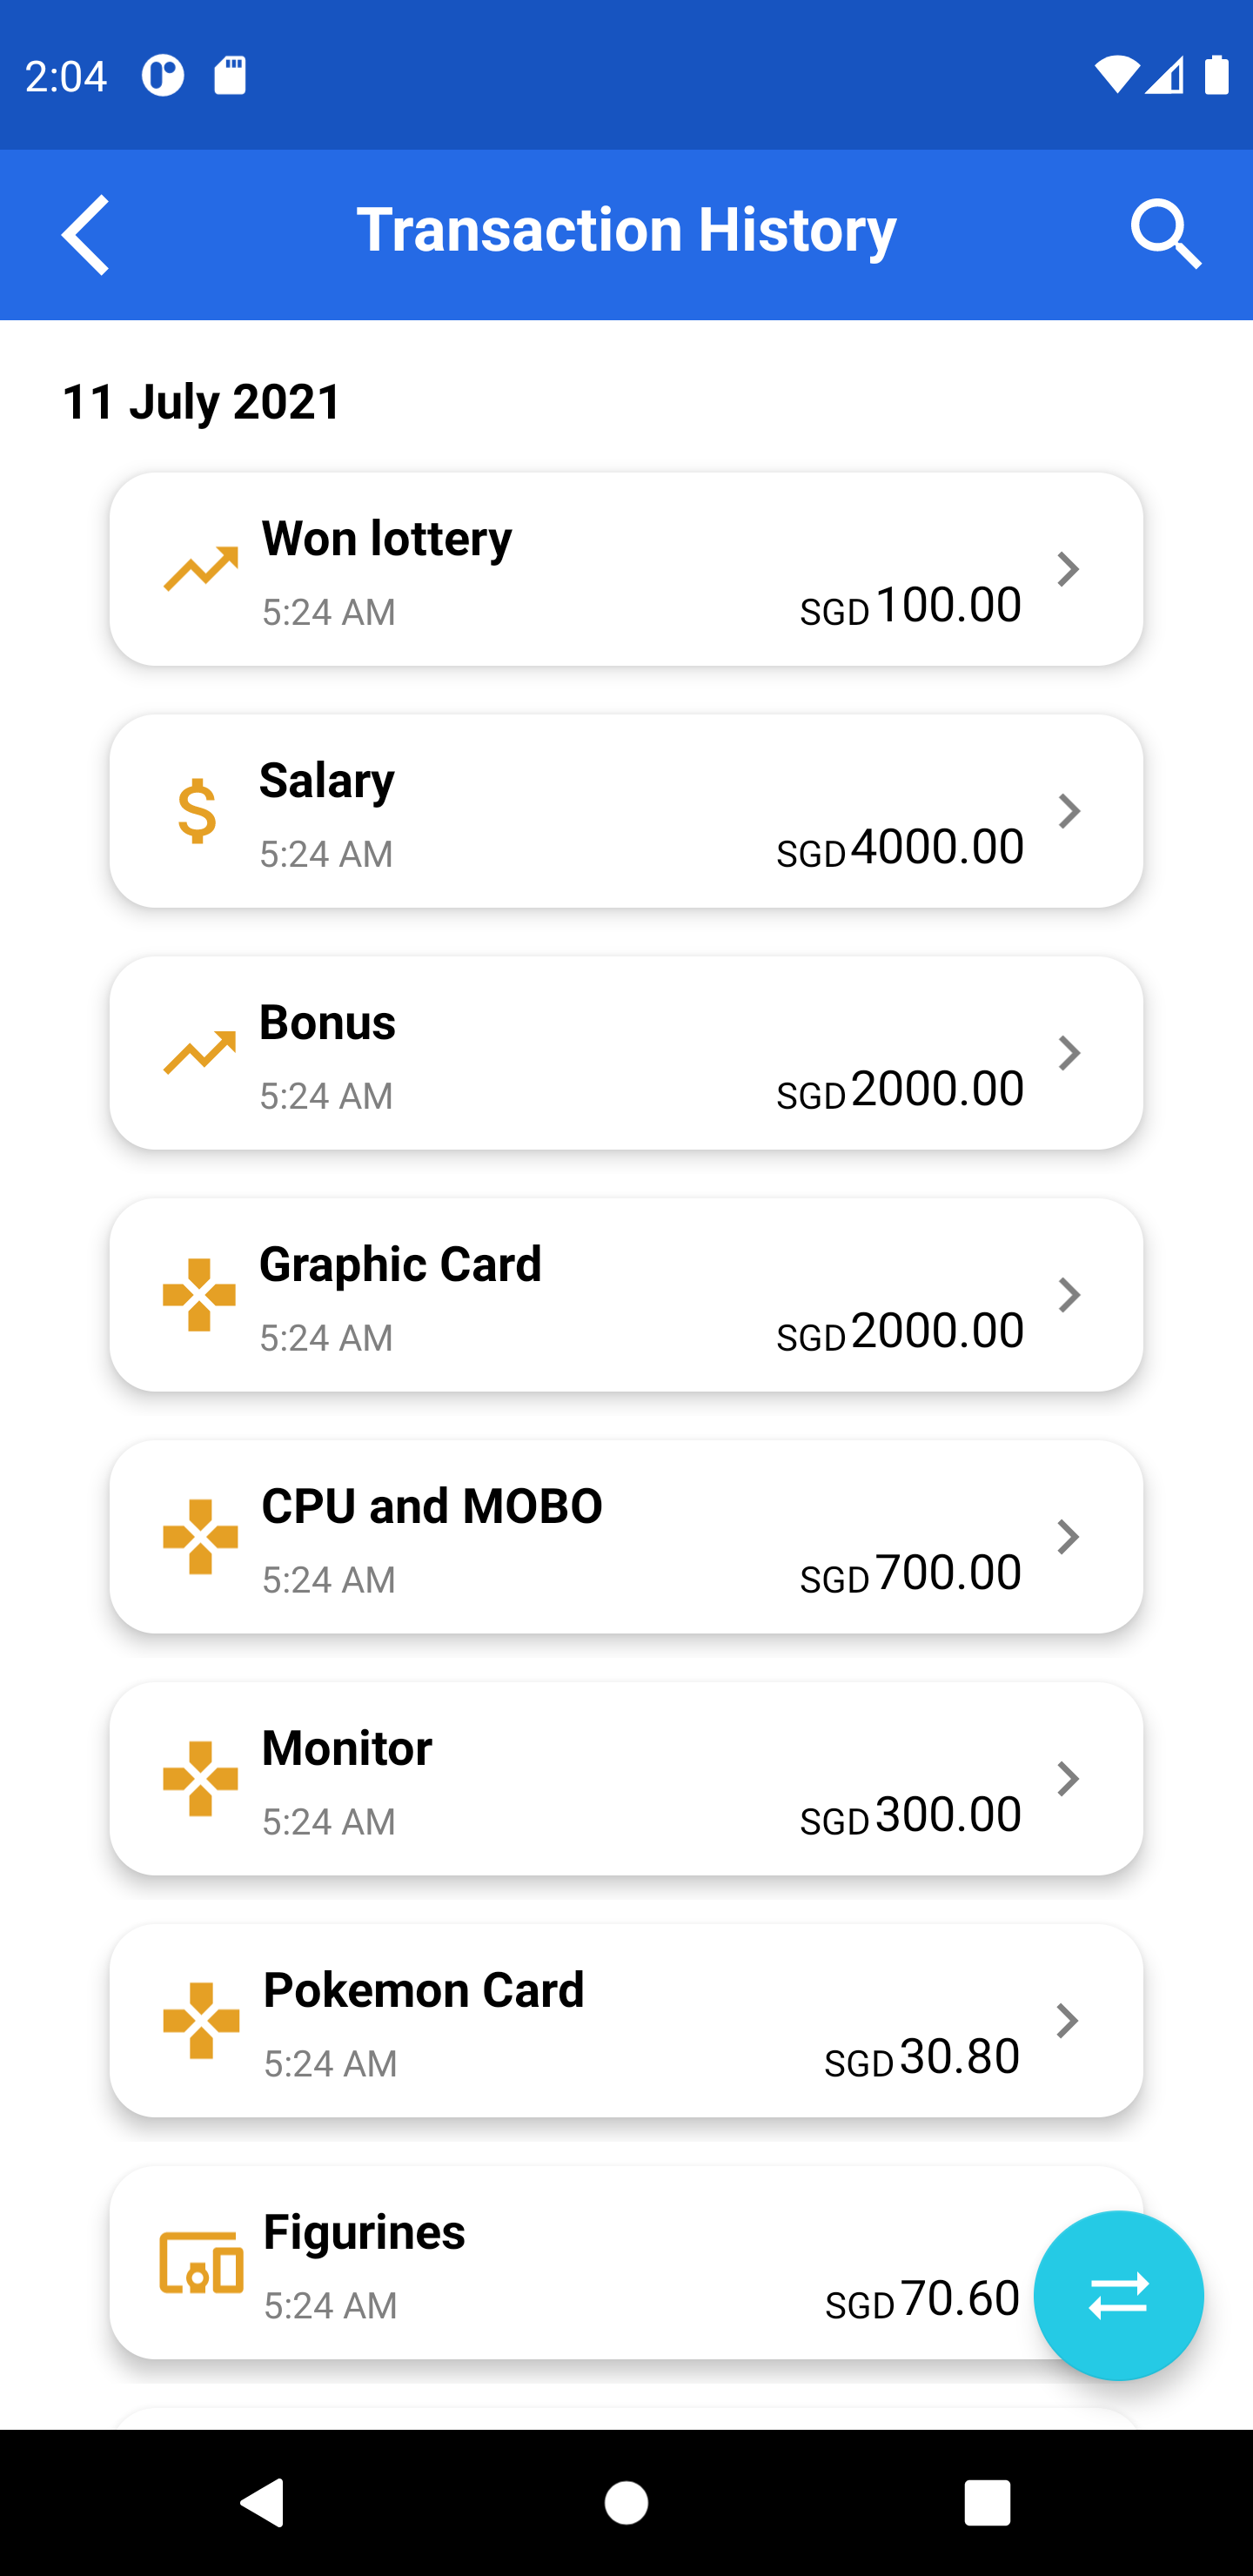 2:04
Transaction History
11 July 2021
Won lottery
5:24 AM
SGD 100.00
Salary
5:24 AM
SGD 4000.00
Bonus
5:24 AM
SGD 2000.00
Graphic Card
5:24 AM
SGD 2000.00
CPU and MOBO
5:24 AM
SGD 700.00
Monitor
5:24 AM
SGD 300.00
Pokemon Card
5:24 AM
SGD 30.80
Figurines
5:24 AM
SGD 70.60